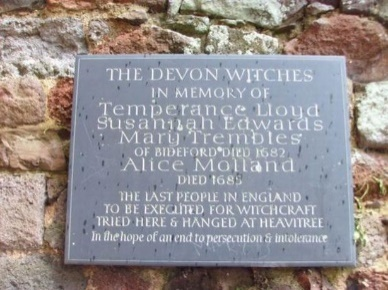 THE DEVON WITCHES
IN MEMORY OF
Temperance Lloyd
Susannah Edwards
Mary Trembles
OF BIDEFORD DIED 1682
Alice Molland
DIED 1685
THE LAST PEOPLE IN ENGLAND
TO BE EXECUTED FOR WITCHCRAFT
TRIED HERE & HANGED AT HEAVITREE
In the hope of an end to persecution & intolerance